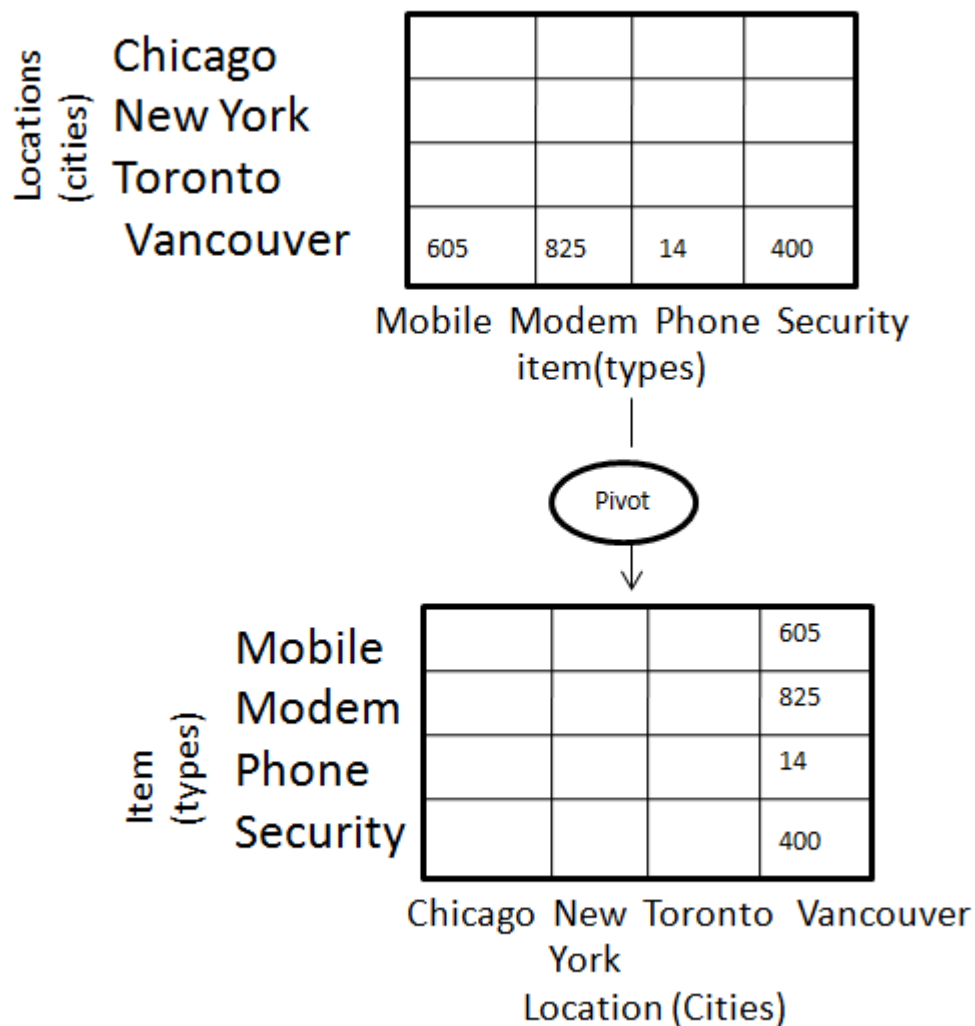 Locations
(cities)
Chicago
New York
Toronto
Vancouver
605 825 14 400
Mobile Modem Phone Security
item(types)
Pivot
Item
(types)
Mobile 605
Modem 825
Phone 14
Security 400
Chicago New Toronto Vancouver
York
Location (Cities)